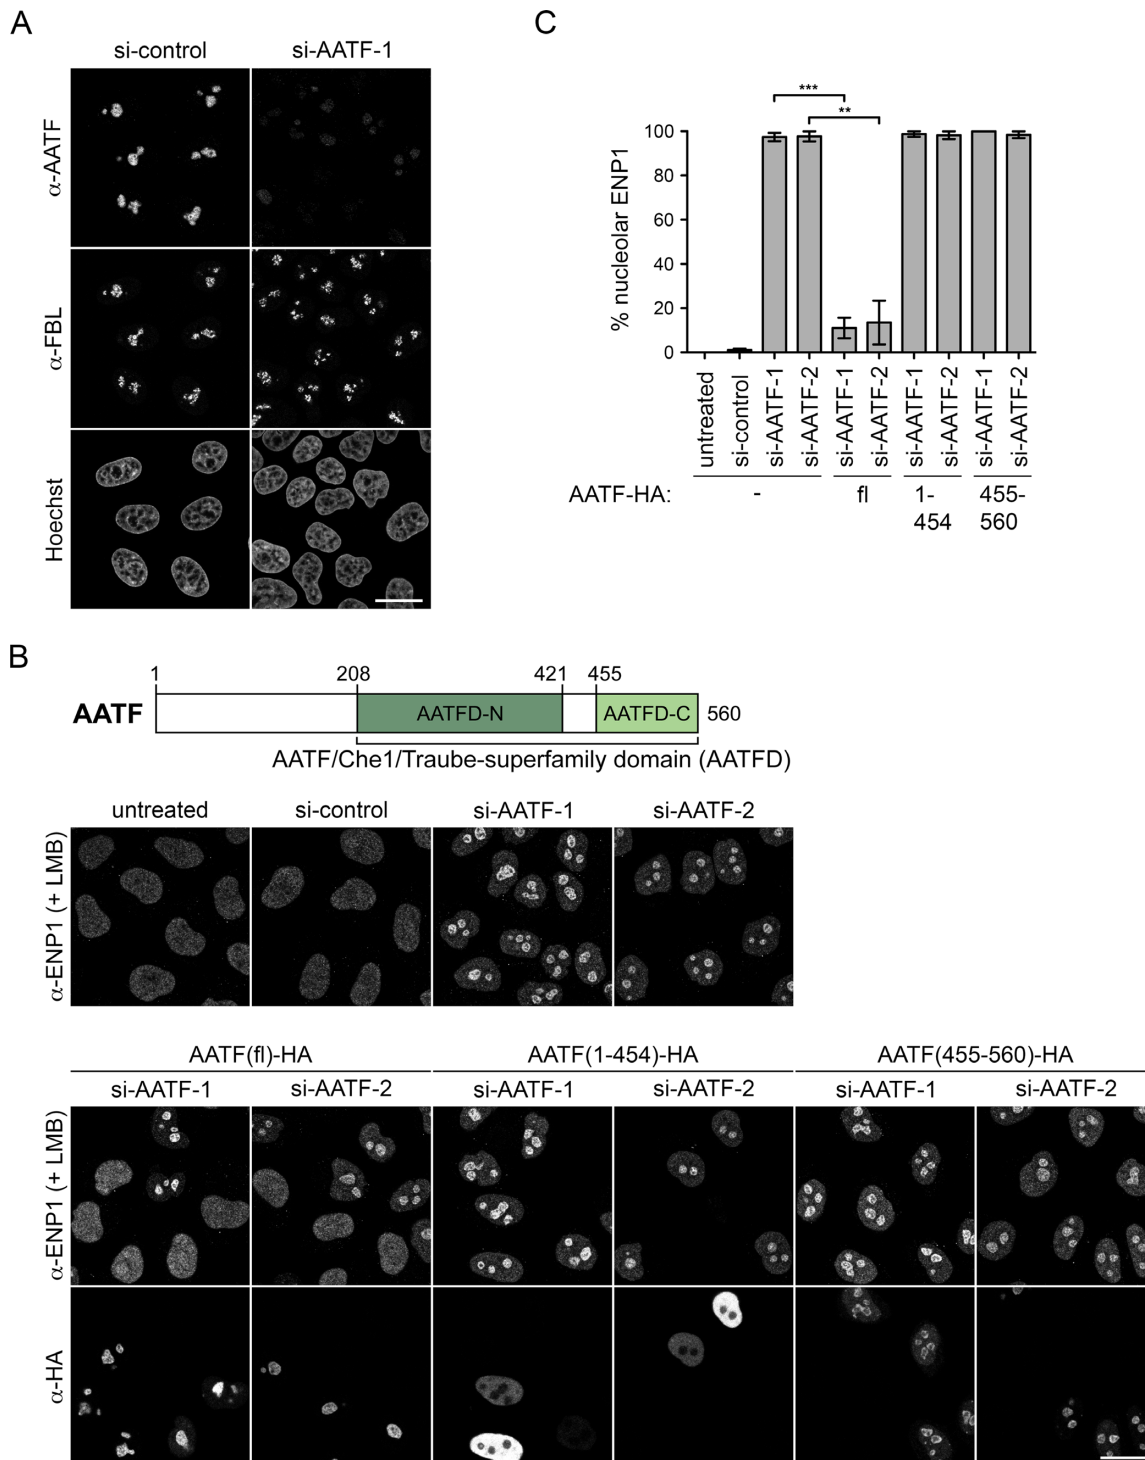 A
si-control
si-AATF-1
α-AATF
α-FBL
Hoechst
C
***
**
% nucleolar ENP1
100
80
60
40
20
0
untreated
si-control
si-AATF-1
si-AATF-2
si-AATF-1
si-AATF-2
si-AATF-1
si-AATF-2
si-AATF-1
si-AATF-2
AATF-HA:
-
fl
1-
454
455-
560
B
1
208
421
455
AATF
AATFD-N
AATFD-C
560
AATF/Che1/Traube-superfamily domain (AATFD)
untreated
si-control
si-AATF-1
si-AATF-2
α-ENP1 (+ LMB)
AATF(fl)-HA
AATF(1-454)-HA
AATF(455-560)-HA
si-AATF-1
si-AATF-2
si-AATF-1
si-AATF-2
si-AATF-1
si-AATF-2
α-ENP1 (+ LMB)
α-HA